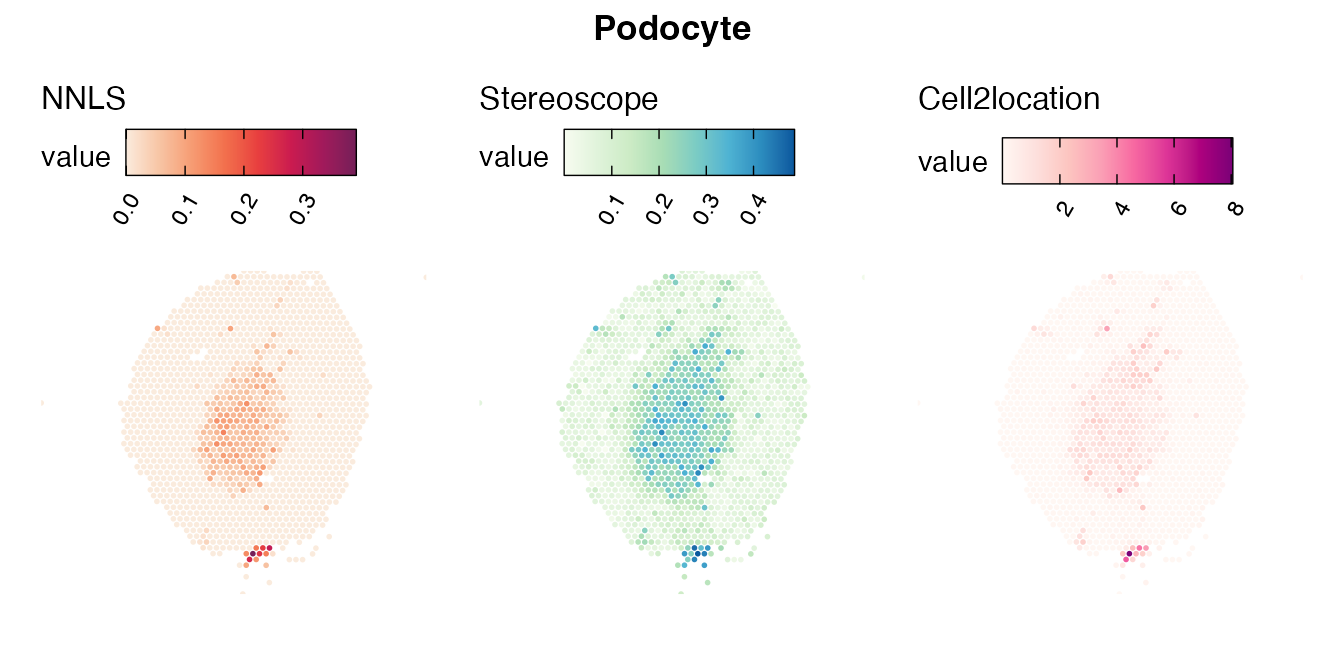 Podocyte
NNLS
value
0.0 0.1 0.2 0.3
Stereoscope
value
0.1 0.2 0.3 0.4
Cell2location
value
2 4 6 8